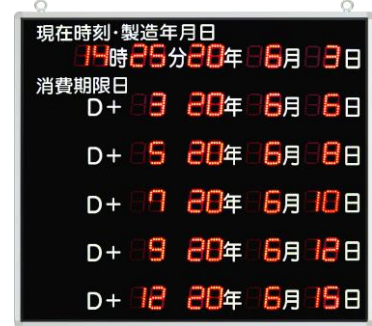 現在時刻・製造年月日
14時25分20年 6月 3日
消費期限日
D+ 3 20年 6月 6日
D+ 5 20年 6月 8日
D+ 7 20年 6月 10日
D+ 9 20年 6月 12日
D+ 12 20年 6月 15日